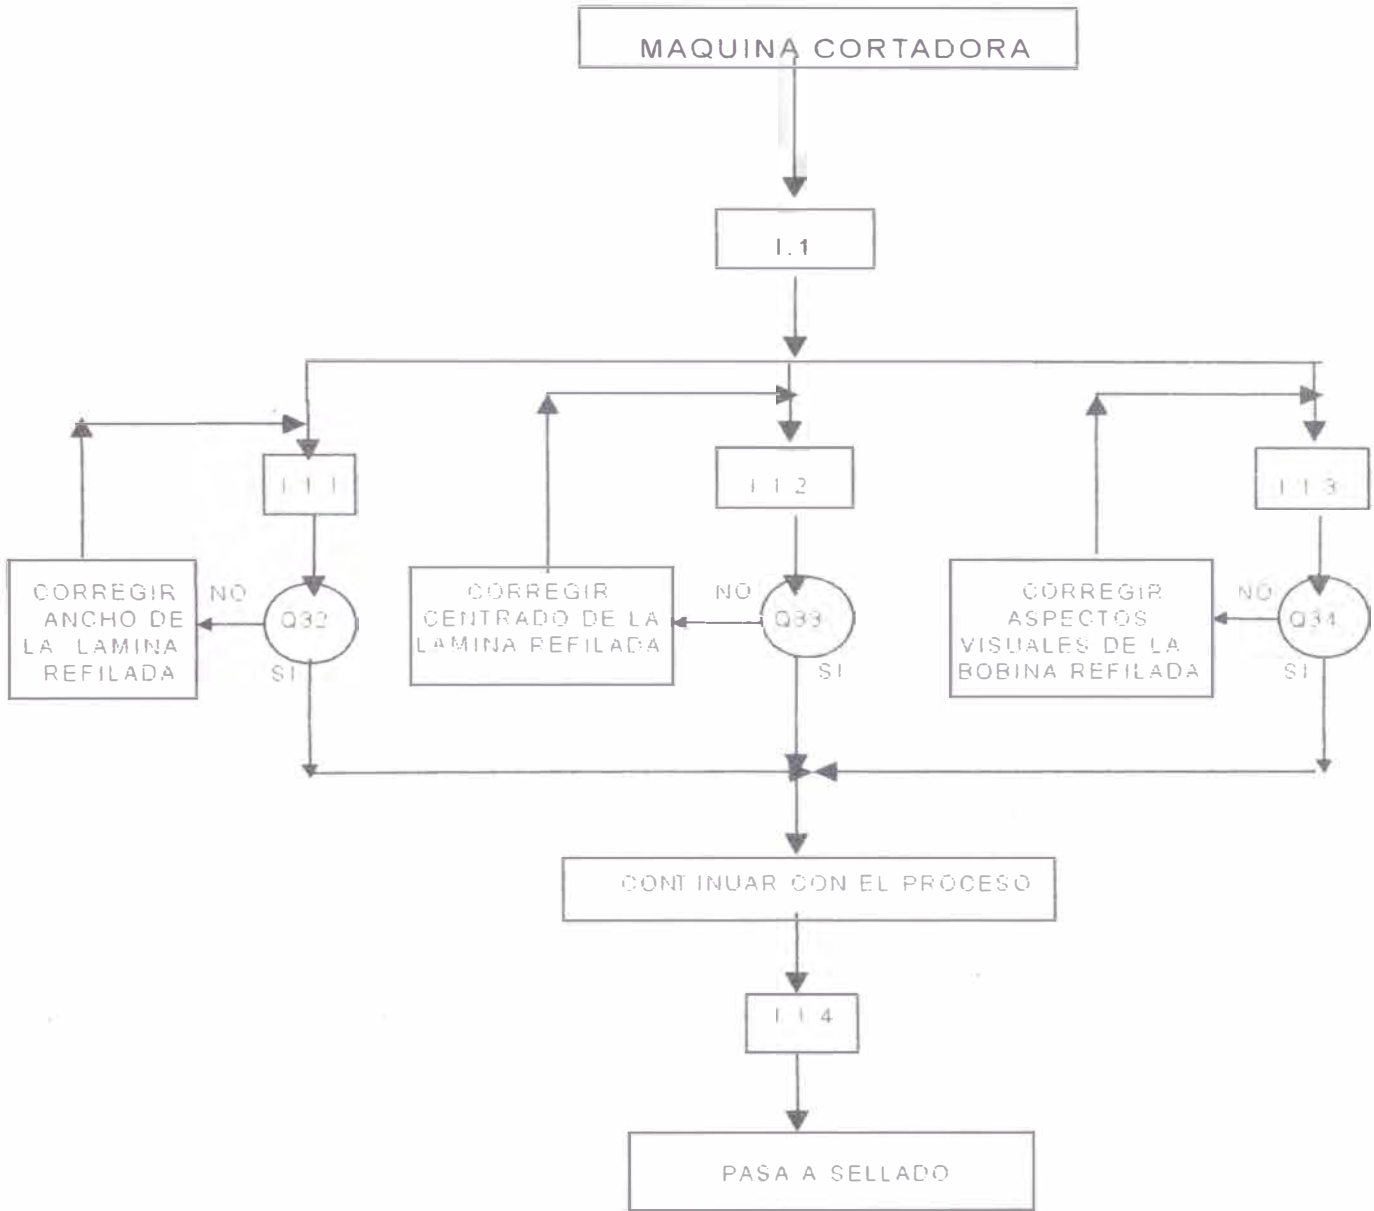 MAQUINA CORTADORA
I.1
I.1.1
I.1.2
I.1.3
CORREGIR
ANCHO DE
LA LAMINA
REFILADA
NO
Q32
SI
CORREGIR
CENTRADO DE LA
LAMINA REFILADA
NO
Q33
SI
CORREGIR
ASPECTOS
VISUALES DE LA
BOBINA REFILADA
NO
Q34
SI
CONTINUAR CON EL PROCESO
I.1.4
PASA A SELLADO